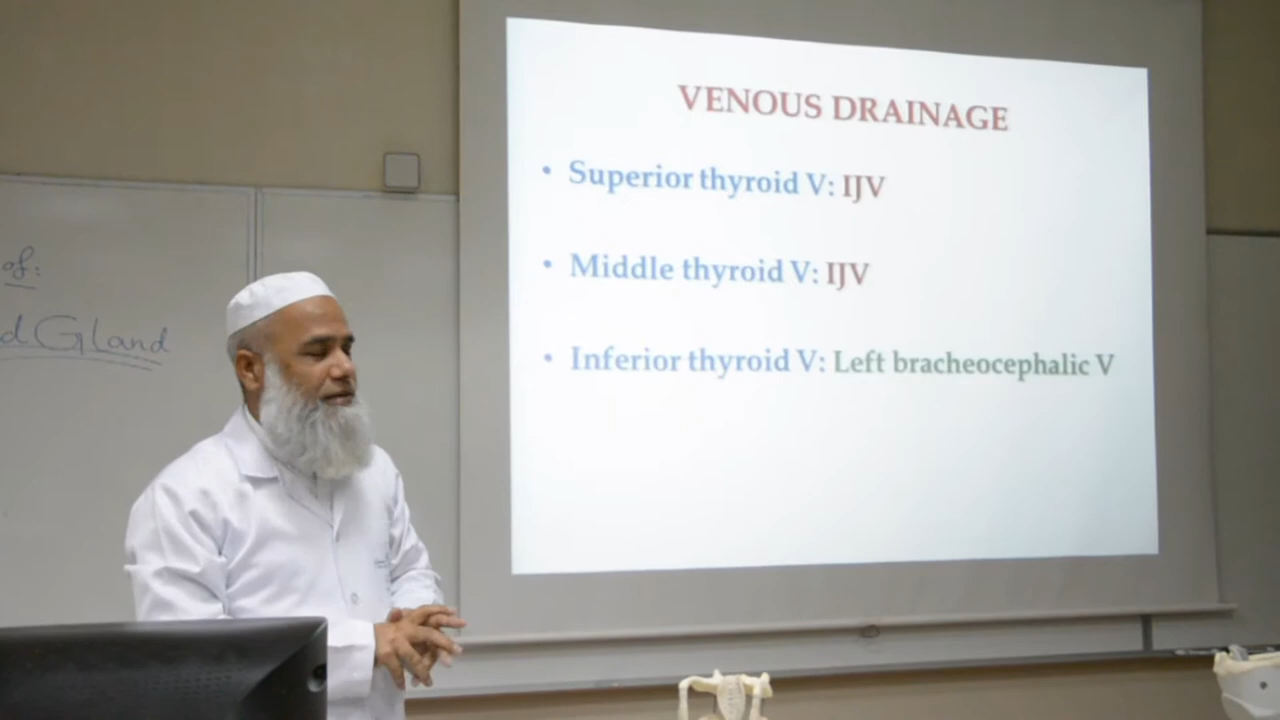 of:
d Gland
VENOUS DRAINAGE
• Superior thyroid V: IJV
• Middle thyroid V: IJV
• Inferior thyroid V: Left bracheocephalic V